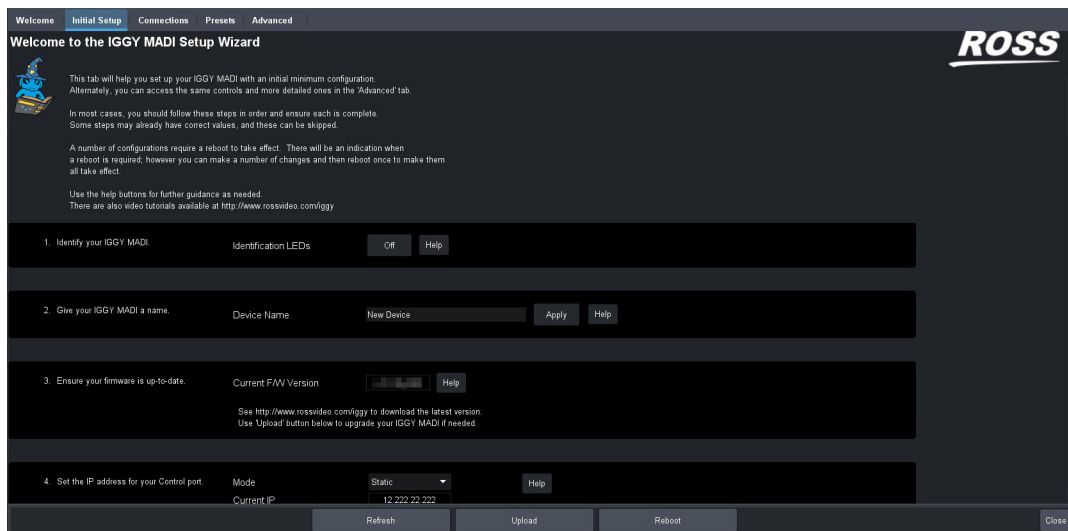 Welcome Initial Setup Connections Presets Advanced
Welcome to the IGGY MADI Setup Wizard
ROSS
This tab will help you set up your IGGY MADI with an initial minimum configuration.
Alternately, you can access the same controls and more detailed ones in the 'Advanced' tab.
In most cases, you should follow these steps in order and ensure each is complete.
Some steps may already have correct values, and these can be skipped.
A number of configurations require a reboot to take effect. There will be an indication when
a reboot is required; however you can make a number of changes and then reboot once to make them
all take effect.
Use the help buttons for further guidance as needed.
There are also video tutorials available at http://www.rossvideo.com/iggy
1. Identify your IGGY MADI. Identification LEDs Off Help
2. Give your IGGY MADI a name. Device Name New Device Apply Help
3. Ensure your firmware is up-to-date. Current F/W Version Help
See http://www.rossvideo.com/iggy to download the latest version.
Use 'Upload' button below to upgrade your IGGY MADI if needed.
4. Set the IP address for your Control port. Mode Static Help
Current IP 12.222.22.222
Refresh Upload Reboot Close